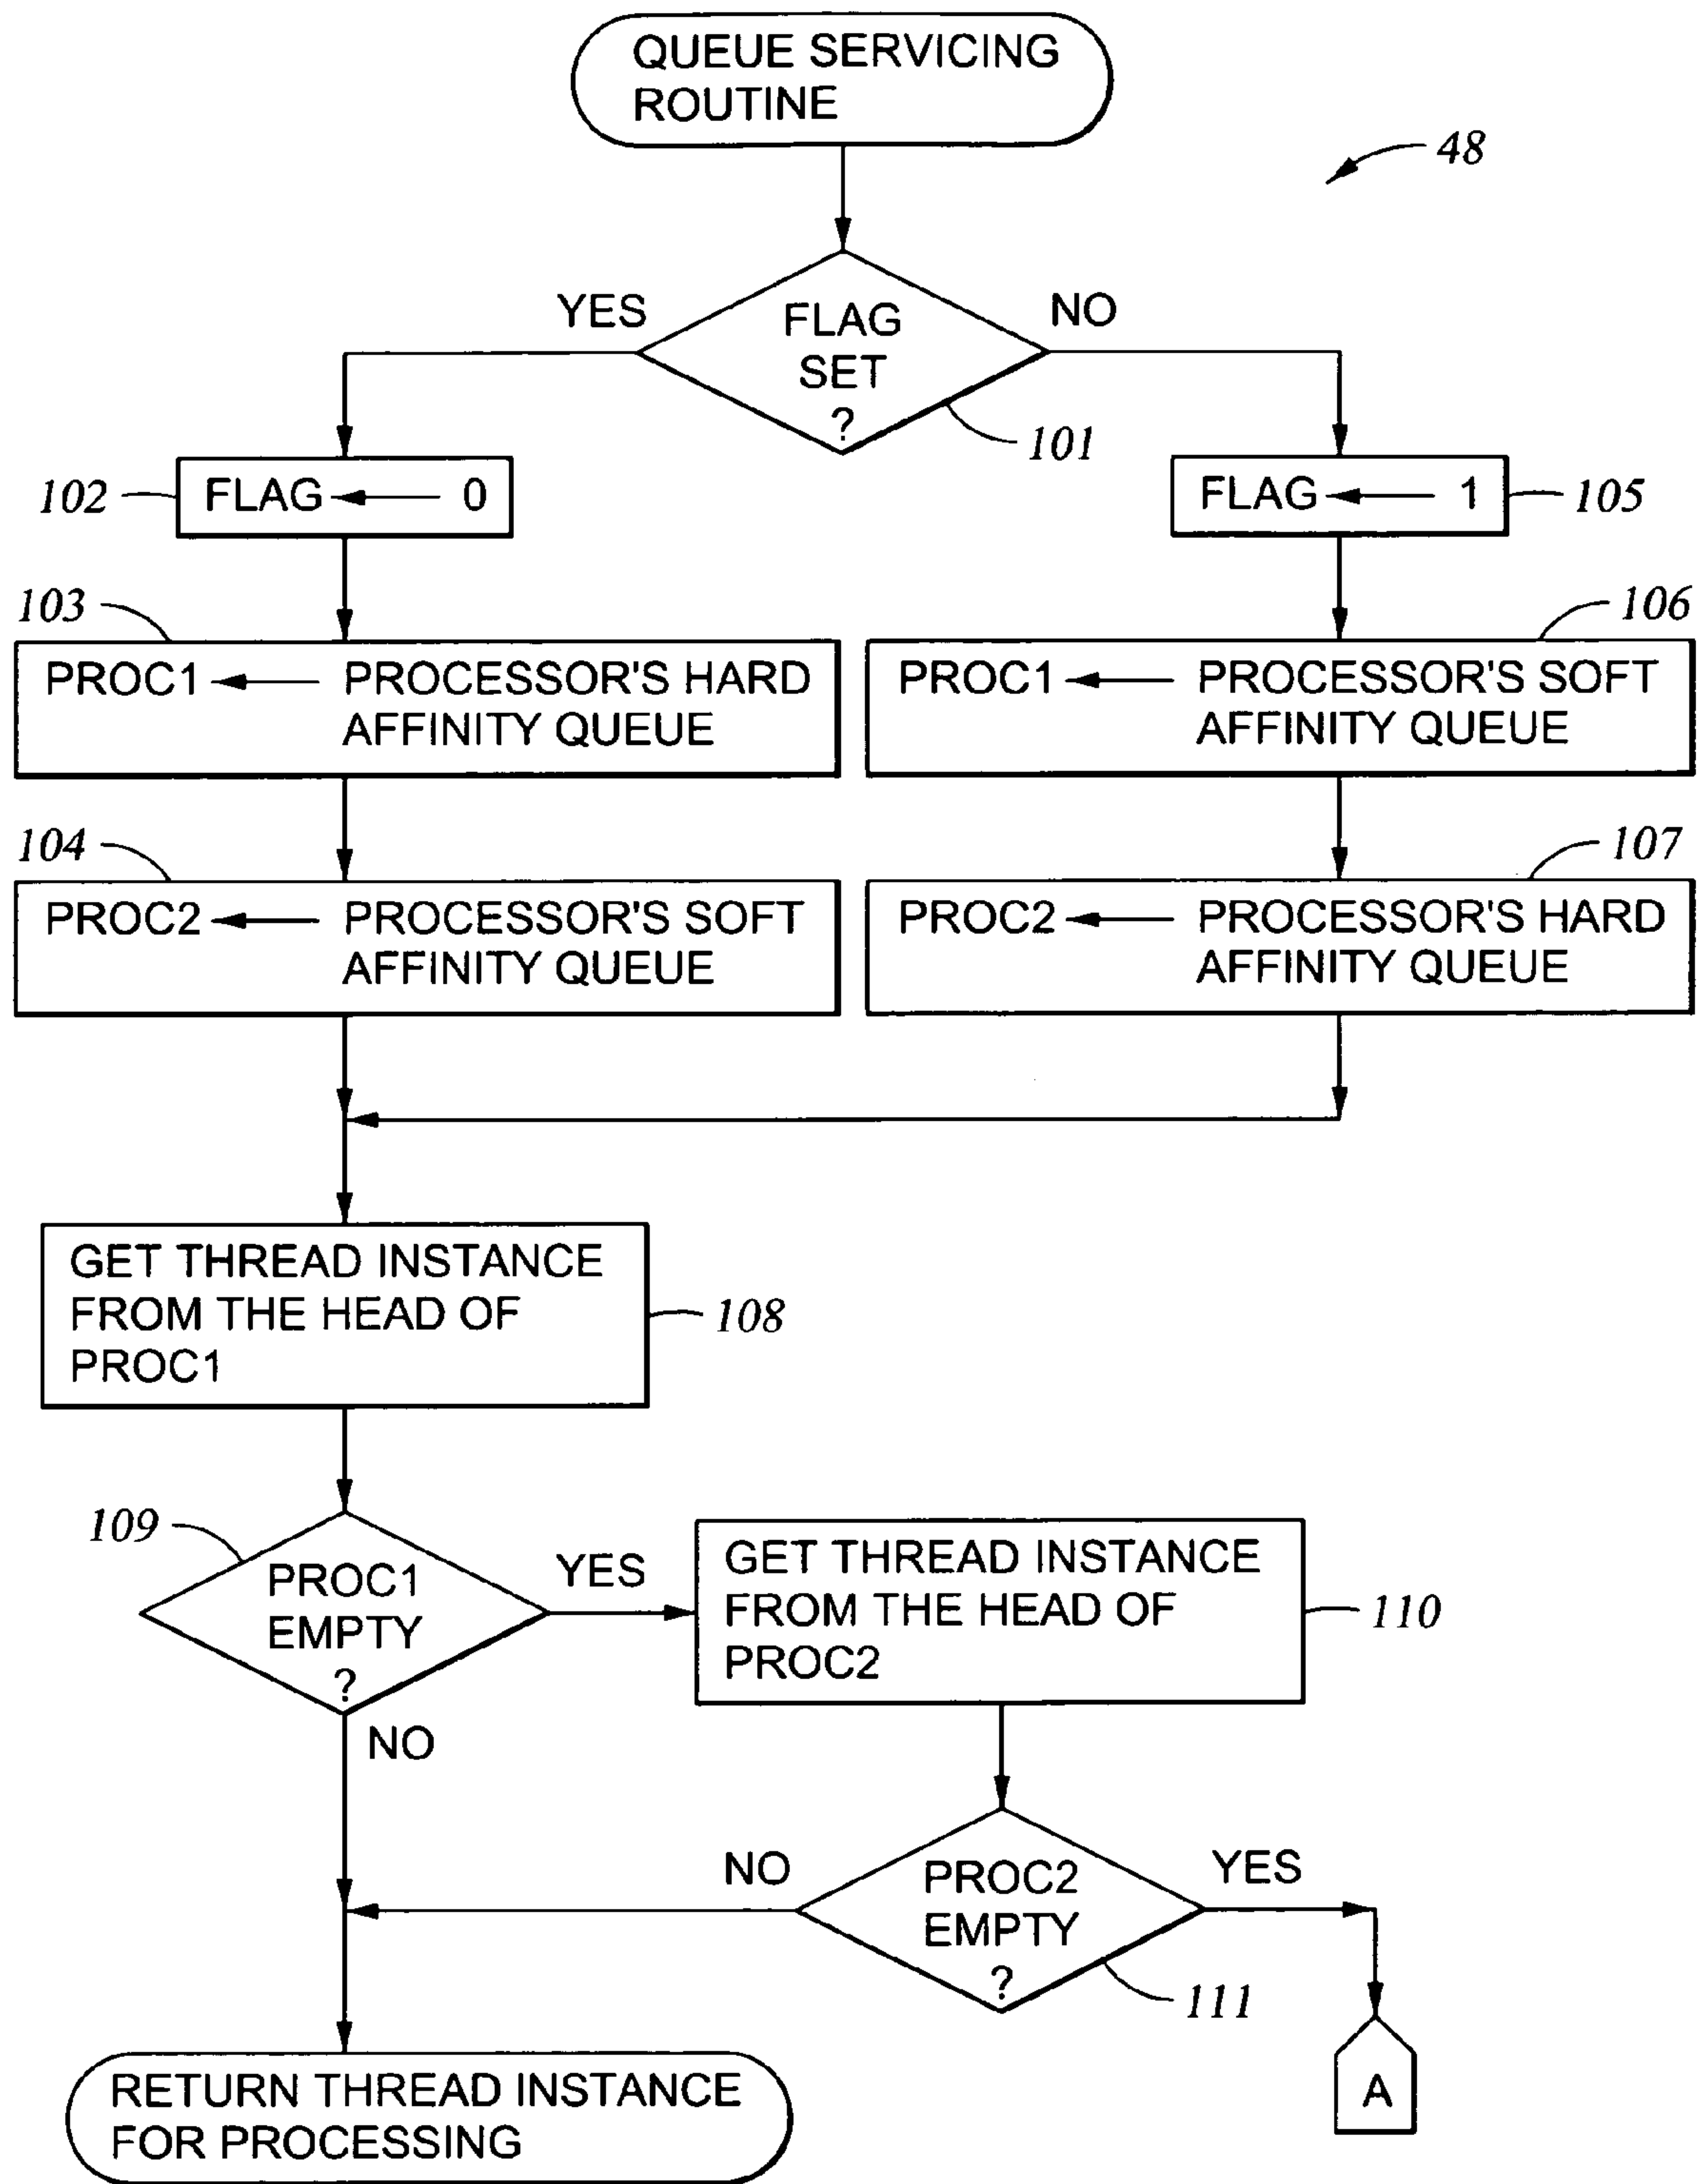 QUEUE SERVICING
ROUTINE
48
YES
NO
FLAG
SET
?
101
102
FLAG ← 0
FLAG ← 1
105
103
106
PROC1 ← PROCESSOR'S HARD
AFFINITY QUEUE
PROC1 ← PROCESSOR'S SOFT
AFFINITY QUEUE
104
107
PROC2 ← PROCESSOR'S SOFT
AFFINITY QUEUE
PROC2 ← PROCESSOR'S HARD
AFFINITY QUEUE
GET THREAD INSTANCE
FROM THE HEAD OF
PROC1
108
109
PROC1
EMPTY
?
YES
NO
GET THREAD INSTANCE
FROM THE HEAD OF
PROC2
110
NO
YES
PROC2
EMPTY
?
111
A
RETURN THREAD INSTANCE
FOR PROCESSING